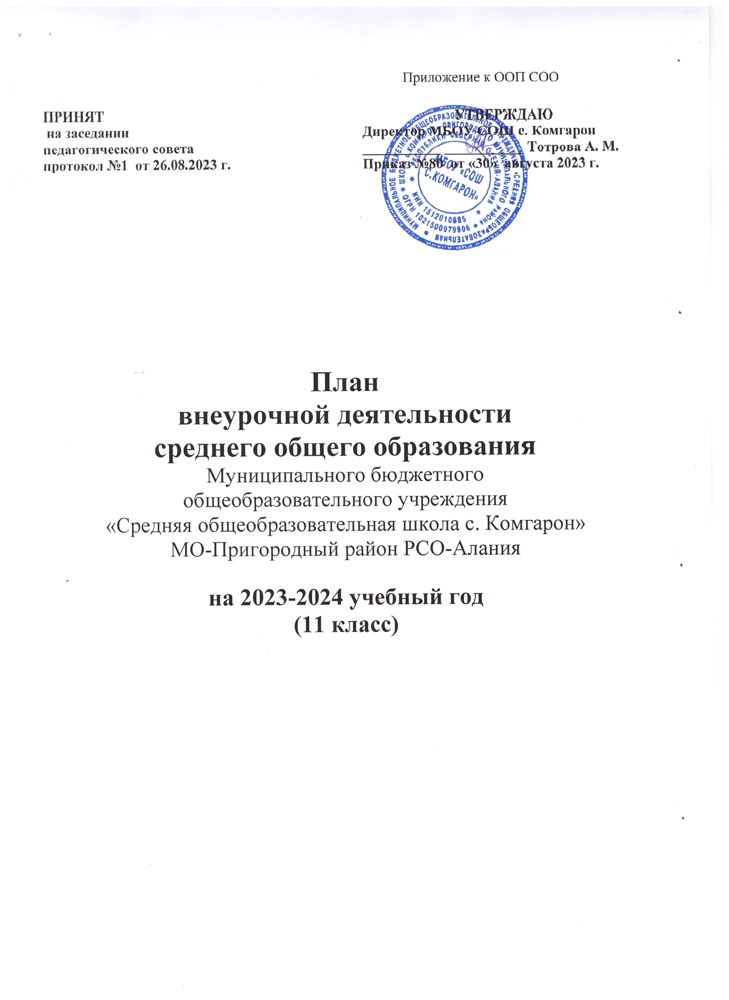 Приложение к ООП СОО
ПРИНЯТ
на заседании
педагогического совета
протокол №1 от 26.08.2023 г.
УТВЕРЖДАЮ
Директор МБОУ СОШ с. Комгарон
Тотрова А. М.
Приказ №80 от «30» августа 2023 г.
МУНИЦИПАЛЬНОЕ БЮДЖЕТНОЕ ОБЩЕОБРАЗОВАТЕЛЬНОЕ УЧРЕЖДЕНИЕ «СРЕДНЯЯ ОБЩЕОБРАЗОВАТЕЛЬНАЯ
ШКОЛА С.КОМГАРОН» ПРИГОРОДНОГО МУНИЦИПАЛЬНОГО РАЙОНА
РЕСПУБЛИКИ СЕВЕРНАЯ ОСЕТИЯ-АЛАНИЯ
ОГРН 1021500979906
ИНН 1512010885
МБОУ «СОШ
С.КОМГАРОН»
План
внеурочной деятельности
среднего общего образования
Муниципального бюджетного
общеобразовательного учреждения
«Средняя общеобразовательная школа с. Комгарон»
МО-Пригородный район РСО-Алания
на 2023-2024 учебный год
(11 класс)